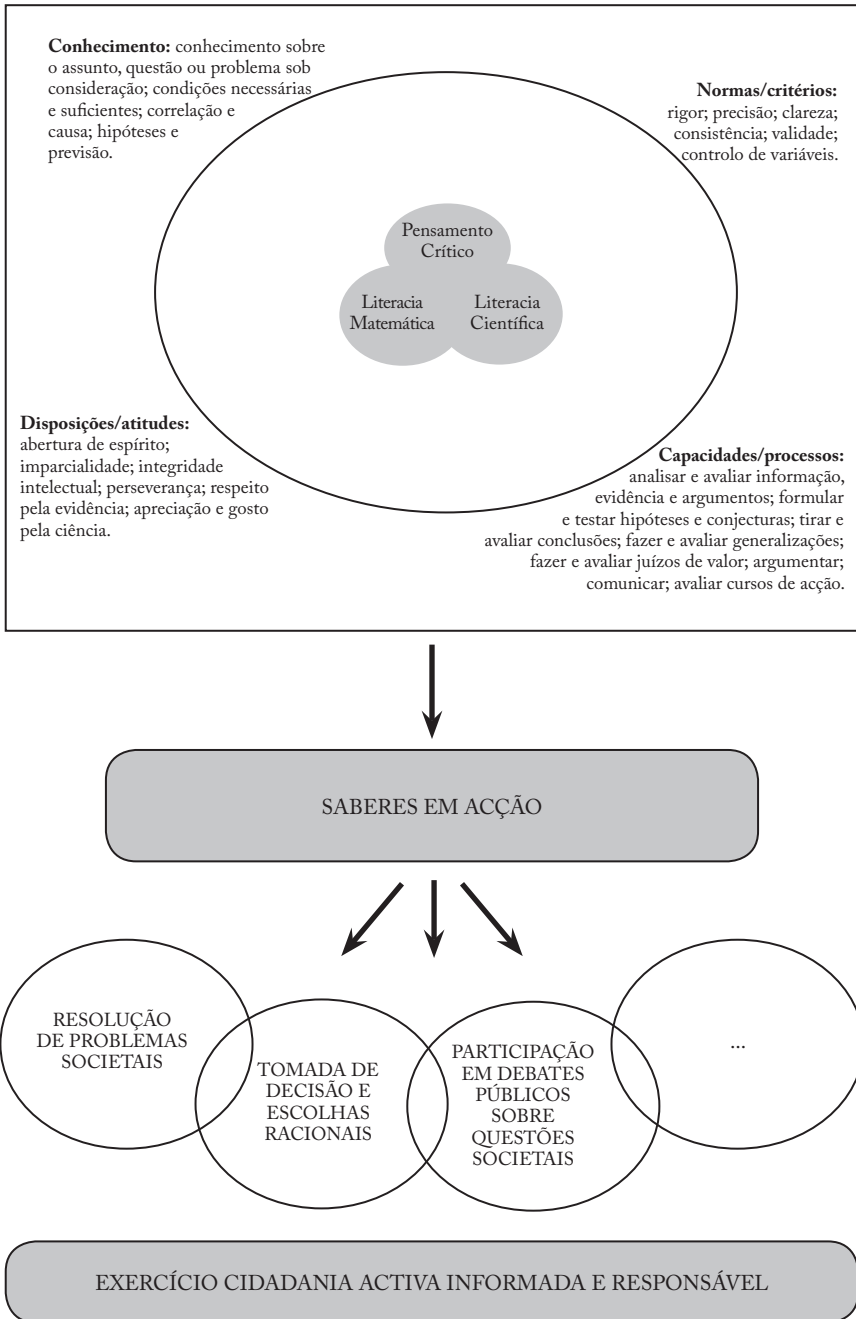 Conhecimento: conhecimento sobre
o assunto, questão ou problema sob
consideração; condições necessárias
e suficientes; correlação e
causa; hipóteses e
previsão.
Normas/critérios:
rigor; precisão; clareza;
consistência; validade;
controlo de variáveis.
Pensamento
Crítico
Literacia
Matemática
Literacia
Científica
Disposições/atitudes:
abertura de espírito;
imparcialidade; integridade
intelectual; perseverança; respeito
pela evidência; apreciação e gosto
pela ciência.
Capacidades/processos:
analisar e avaliar informação,
evidência e argumentos; formular
e testar hipóteses e conjecturas; tirar e
avaliar conclusões; fazer e avaliar generalizações;
fazer e avaliar juízos de valor; argumentar;
comunicar; avaliar cursos de acção.
SABERES EM ACÇÃO
RESOLUÇÃO
DE PROBLEMAS
SOCIETAIS
TOMADA DE
DECISÃO E
ESCOLHAS
RACIONAIS
PARTICIPAÇÃO
EM DEBATES
PÚBLICOS
SOBRE
QUESTÕES
SOCIETAIS
...
EXERCÍCIO CIDADANIA ACTIVA INFORMADA E RESPONSÁVEL